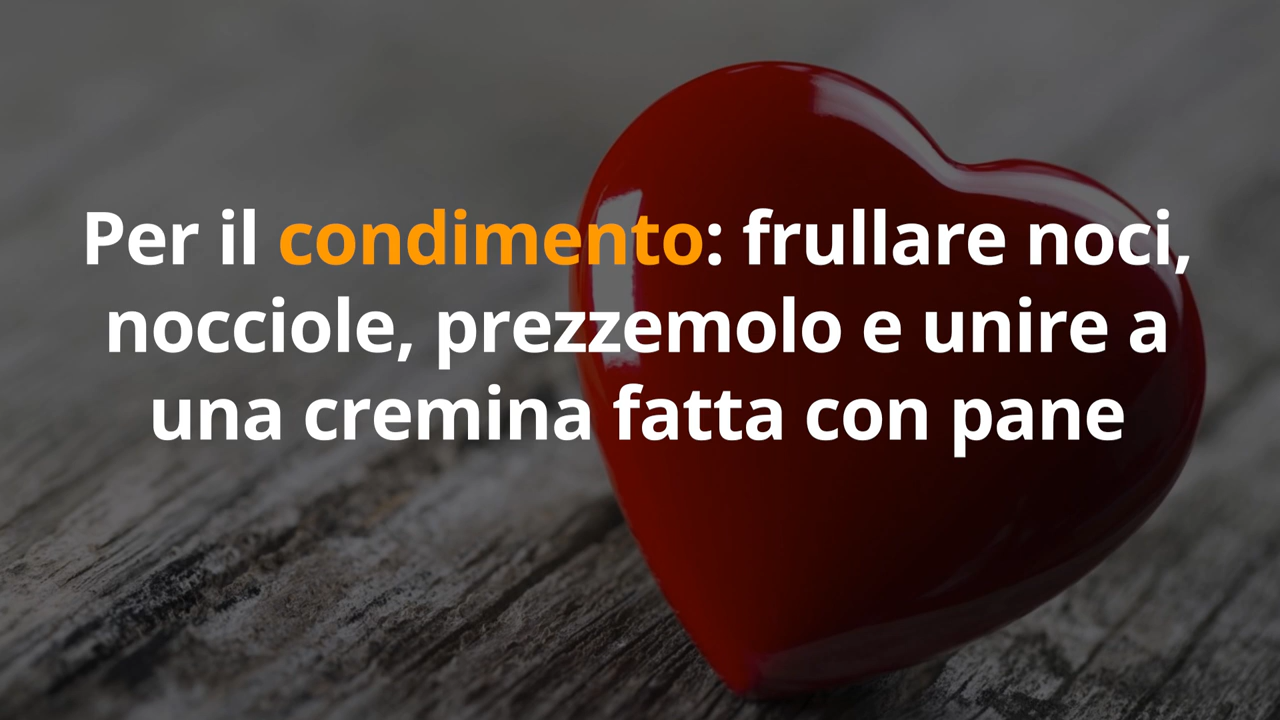 Per il condimento: frullare noci,
nocciole, prezzemolo e unire a
una cremina fatta con pane